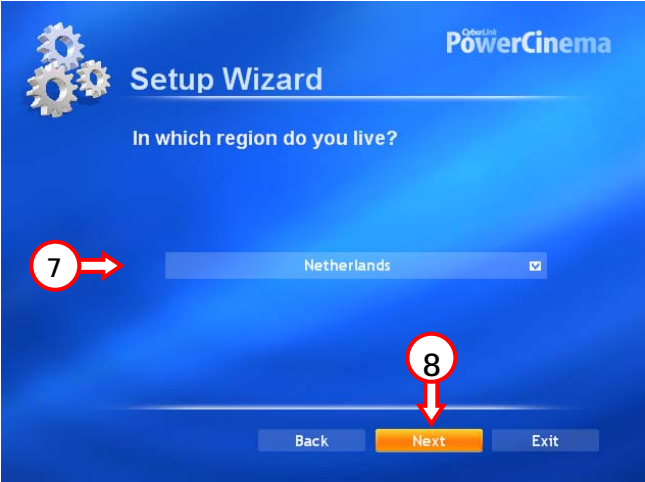 CyberLink
PowerCinema
Setup Wizard
In which region do you live?
7
Netherlands
8
Back Next Exit